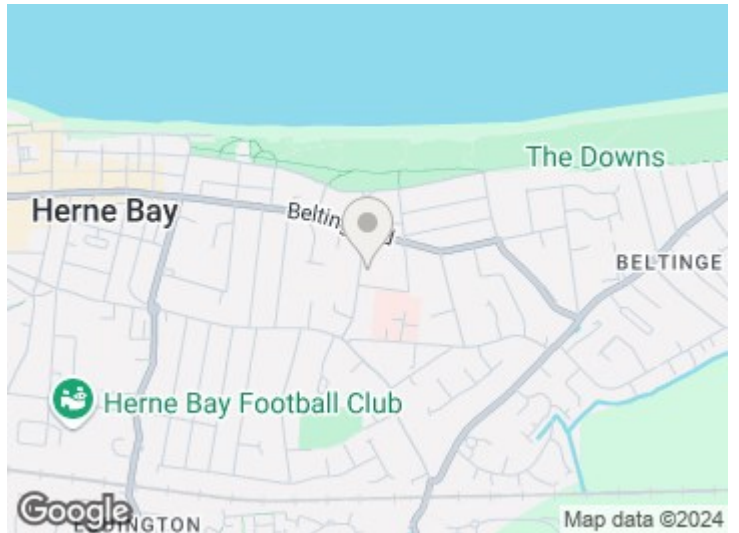 The Downs
Herne Bay
BELTINGE
Herne Bay Football Club
Google
Map data ©2024